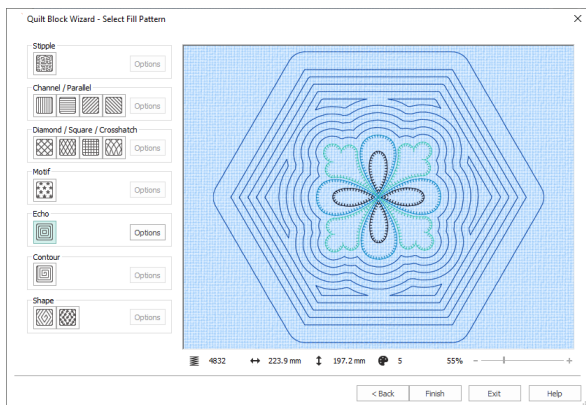 Quilt Block Wizard - Select Fill Pattern
Stipple
Options
Channel / Parallel
Options
Diamond / Square / Crosshatch
Options
Motif
Options
Echo
Options
Contour
Options
Shape
Options
4832 223.9 mm 197.2 mm 5 55% - +
< Back Finish Exit Help